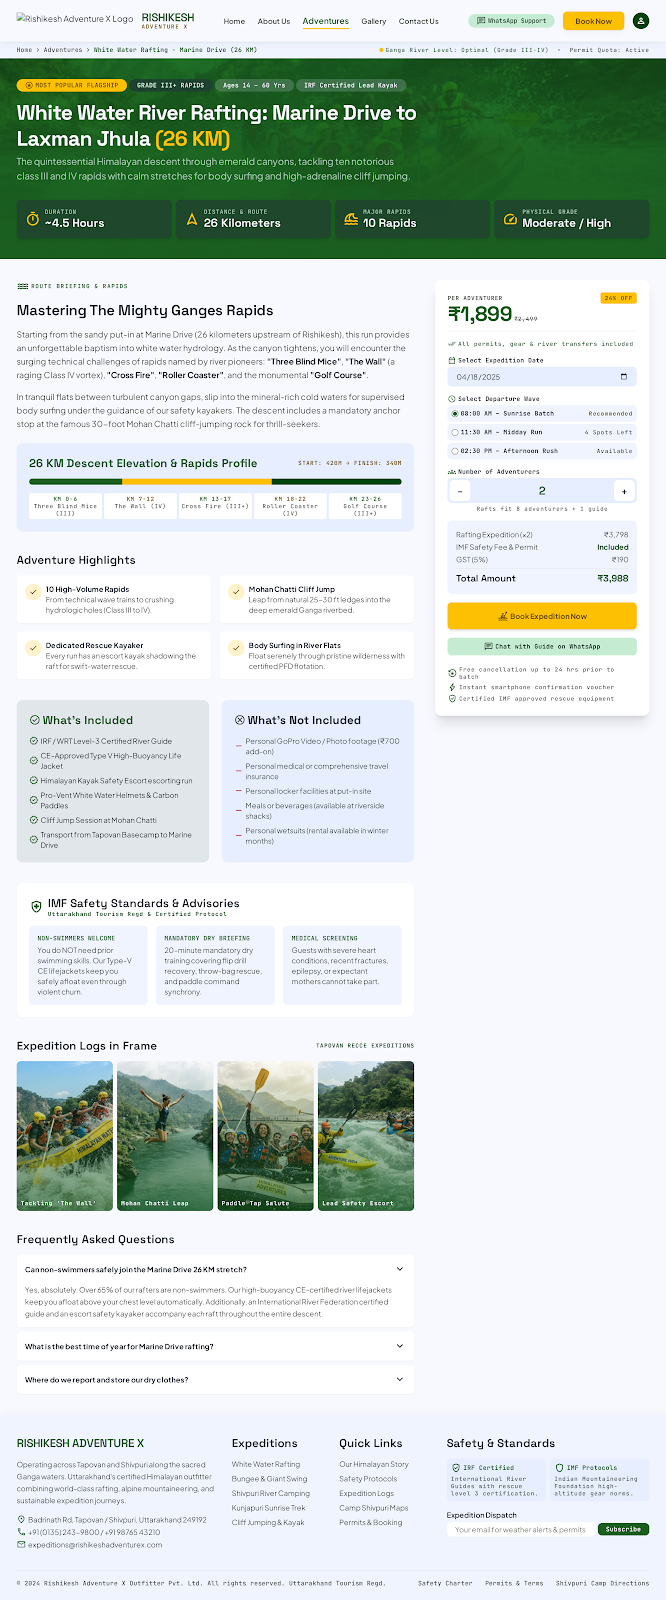 Rishikesh Adventure X Logo
RISHIKESH
ADVENTURE X
Home About Us Adventures Gallery Contact Us
WhatsApp Support
Book Now
Home > Adventures > White Water Rafting - Marine Drive (26 KM)
Ganga River Level: Optimal (Grade III-IV) • Permit Quota: Active
MOST POPULAR FLAGSHIP
GRADE III+ RAPIDS
Ages 14 – 60 Yrs
IRF Certified Lead Kayak
White Water River Rafting: Marine Drive to
Laxman Jhula (26 KM)
The quintessential Himalayan descent through emerald canyons, tackling ten notorious
class III and IV rapids with calm stretches for body surfing and high-adrenaline cliff jumping.
DURATION
~4.5 Hours
DISTANCE & ROUTE
26 Kilometers
MAJOR RAPIDS
10 Rapids
PHYSICAL GRADE
Moderate / High
ROUTE BRIEFING & RAPIDS
Mastering The Mighty Ganges Rapids
Starting from the sandy put-in at Marine Drive (26 kilometers upstream of Rishikesh), this run provides
an unforgettable baptism into white water hydrology. As the canyon tightens, you will encounter the
surging technical challenges of rapids named by river pioneers: "Three Blind Mice", "The Wall" (a
raging Class IV vortex), "Cross Fire", "Roller Coaster", and the monumental "Golf Course".
In tranquil flats between turbulent canyon gaps, slip into the mineral-rich cold waters for supervised
body surfing under the guidance of our safety kayakers. The descent includes a mandatory anchor
stop at the famous 30-foot Mohan Chatti cliff-jumping rock for thrill-seekers.
26 KM Descent Elevation & Rapids Profile
START: 420M → FINISH: 340M
KM 0-6
Three Blind Mice
(III)
KM 7-12
The Wall (IV)
KM 13-17
Cross Fire (III+)
KM 18-22
Roller Coaster
(IV)
KM 23-26
Golf Course
(III+)
Adventure Highlights
10 High-Volume Rapids
From technical wave trains to crushing
hydrologic holes (Class III to IV).
Mohan Chatti Cliff Jump
Leap from natural 25-30 ft ledges into the
deep emerald Ganga riverbed.
Dedicated Rescue Kayaker
Every run has an escort kayak shadowing the
raft for swift-water rescue.
Body Surfing in River Flats
Float serenely through pristine wilderness with
certified PFD flotation.
What's Included
IRF / WRT Level-3 Certified River Guide
CE-Approved Type V High-Buoyancy Life
Jacket
Himalayan Kayak Safety Escort escorting run
Pro-Vent White Water Helmets & Carbon
Paddles
Cliff Jump Session at Mohan Chatti
Transport from Tapovan Basecamp to Marine
Drive
What's Not Included
Personal GoPro Video / Photo footage (₹700
add-on)
Personal medical or comprehensive travel
insurance
Personal locker facilities at put-in site
Meals or beverages (available at riverside
shacks)
Personal wetsuits (rental available in winter
months)
IMF Safety Standards & Advisories
Uttarakhand Tourism Regd & Certified Protocol
NON-SWIMMERS WELCOME
You do NOT need prior
swimming skills. Our Type-V
CE lifejackets keep you
safely afloat even through
violent churn.
MANDATORY DRY BRIEFING
20-minute mandatory dry
training covering flip drill
recovery, throw-bag rescue,
and paddle command
synchrony.
MEDICAL SCREENING
Guests with severe heart
conditions, recent fractures,
epilepsy, or expectant
mothers cannot take part.
Expedition Logs in Frame
TAPOVAN RECCE EXPEDITIONS
Tackling 'The Wall'
Mohan Chatti Leap
Paddle Tap Salute
Lead Safety Escort
Frequently Asked Questions
Can non-swimmers safely join the Marine Drive 26 KM stretch?
Yes, absolutely. Over 65% of our rafters are non-swimmers. Our high-buoyancy CE-certified river lifejackets
keep you afloat above your chest level automatically. Additionally, an International River Federation certified
guide and an escort safety kayaker accompany each raft throughout the entire descent.
What is the best time of year for Marine Drive rafting?
Where do we report and store our dry clothes?
PER ADVENTURER
24% OFF
₹1,899 ₹2,499
All permits, gear & river transfers included
Select Expedition Date
04/18/2025
Select Departure Wave
08:00 AM – Sunrise Batch Recommended
11:30 AM – Midday Run 4 Spots Left
02:30 PM – Afternoon Rush Available
Number of Adventurers
– 2 +
Rafts fit 8 adventurers + 1 guide
Rafting Expedition (x2) ₹3,798
IMF Safety Fee & Permit Included
GST (5%) ₹190
Total Amount ₹3,988
Book Expedition Now
Chat with Guide on WhatsApp
Free cancellation up to 24 hrs prior to
batch
Instant smartphone confirmation voucher
Certified IMF approved rescue equipment
RISHIKESH ADVENTURE X
Operating across Tapovan and Shivpuri along the sacred
Ganga waters. Uttarakhand's certified Himalayan outfitter
combining world-class rafting, alpine mountaineering, and
sustainable expedition journeys.
Badrinath Rd, Tapovan / Shivpuri, Uttarakhand 249192
+91 (0135) 243-9800 / +91 98765 43210
expeditions@rishikeshadventurex.com
Expeditions
White Water Rafting
Bungee & Giant Swing
Shivpuri River Camping
Kunjapuri Sunrise Trek
Cliff Jumping & Kayak
Quick Links
Our Himalayan Story
Safety Protocols
Expedition Logs
Camp Shivpuri Maps
Permits & Booking
Safety & Standards
IRF Certified
International River
Guides with rescue
level 3 certification.
IMF Protocols
Indian Mountaineering
Foundation high-
altitude gear norms.
Expedition Dispatch
Your email for weather alerts & permits
Subscribe
© 2024 Rishikesh Adventure X Outfitter Pvt. Ltd. All rights reserved. Uttarakhand Tourism Regd.
Safety Charter Permits & Terms Shivpuri Camp Directions